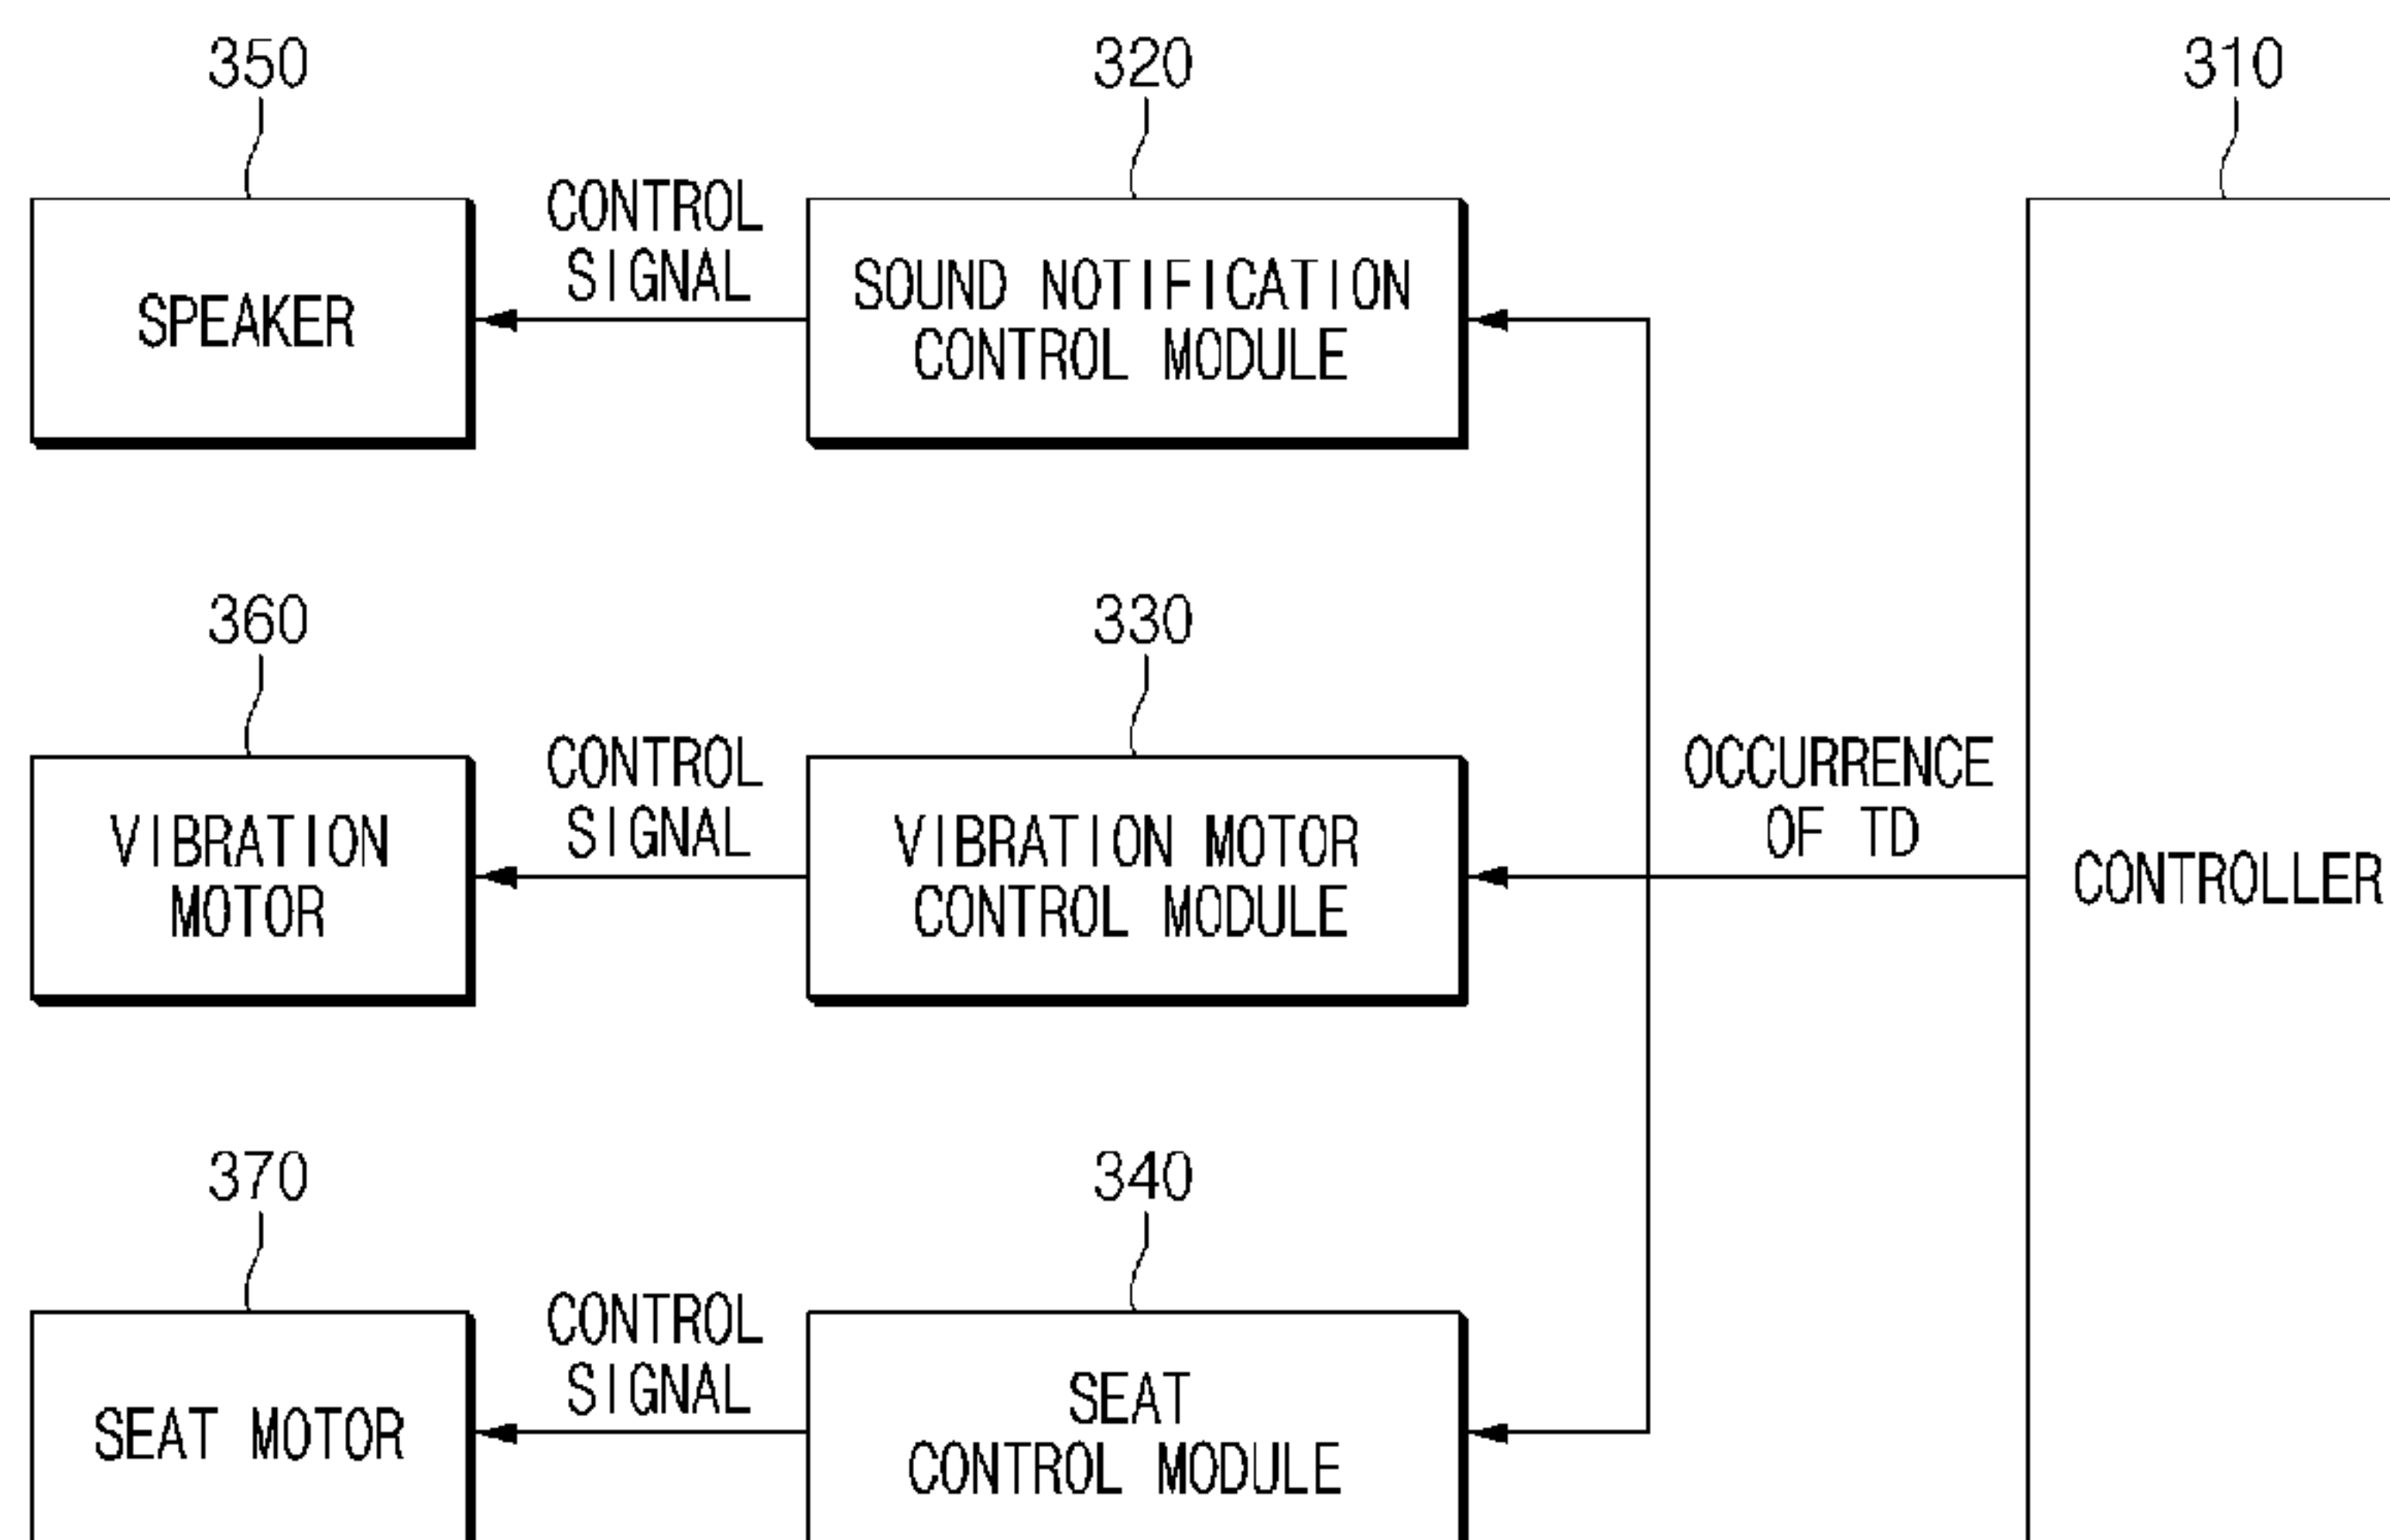 350
320
310
CONTROL
SIGNAL
SPEAKER
SOUND NOTIFICATION
CONTROL MODULE
360
330
CONTROL
SIGNAL
OCCURRENCE
OF TD
VIBRATION
MOTOR
VIBRATION MOTOR
CONTROL MODULE
CONTROLLER
370
340
CONTROL
SIGNAL
SEAT MOTOR
SEAT
CONTROL MODULE